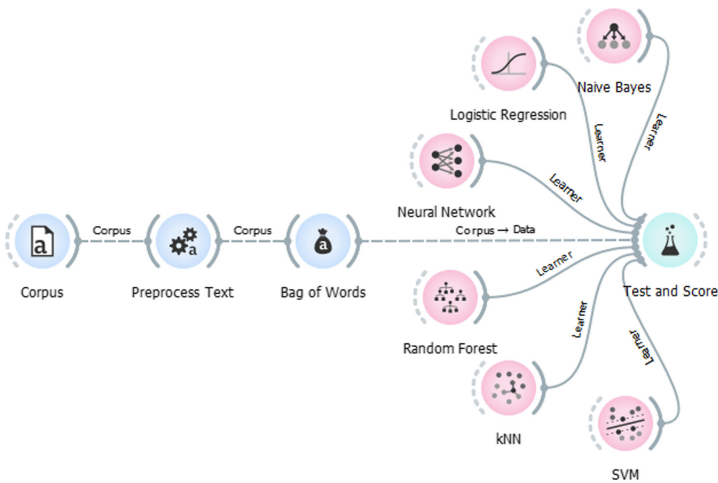 Naive Bayes
Learner
Logistic Regression
Learner
Neural Network
Learner
Corpus
Corpus
Corpus → Data
Corpus
Preprocess Text
a
a
a
Bag of Words
Test and Score
Learner
Random Forest
Learner
kNN
Learner
SVM